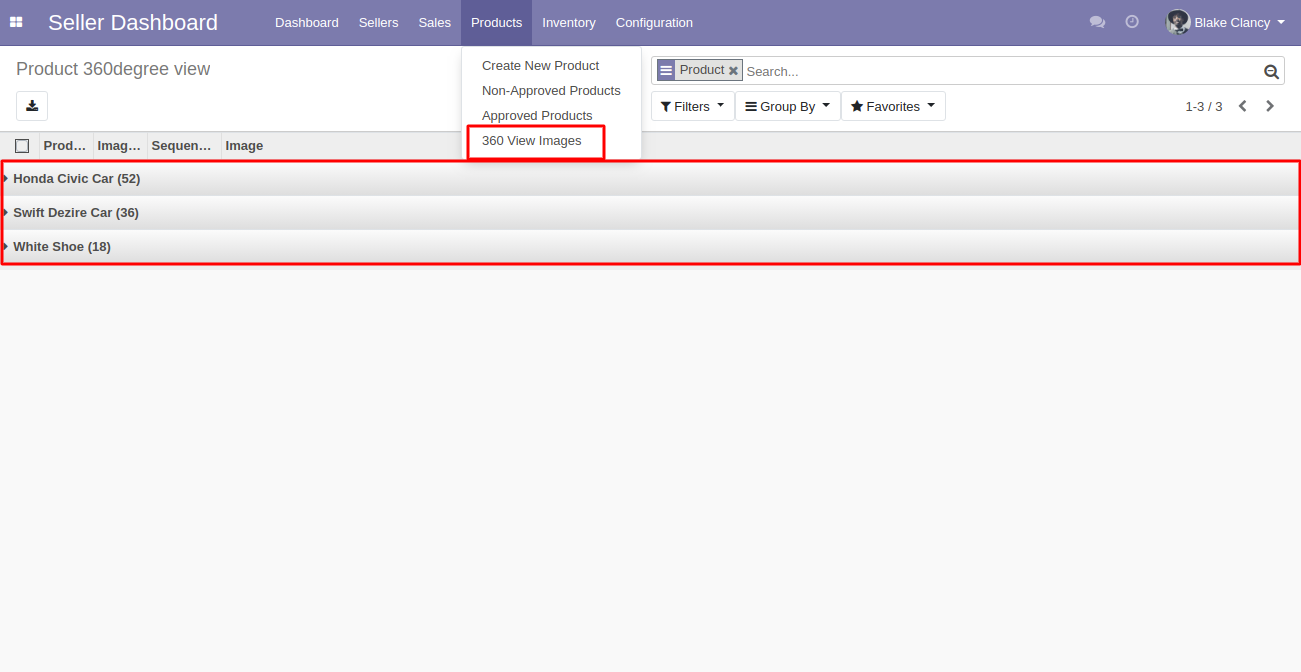 Seller Dashboard Dashboard Sellers Sales Products Inventory Configuration Blake Clancy
Product 360degree view
Product Search...
Filters Group By Favorites 1-3 / 3
Create New Product
Non-Approved Products
Approved Products
360 View Images
Prod... Imag... Sequen... Image
Honda Civic Car (52)
Swift Dezire Car (36)
White Shoe (18)